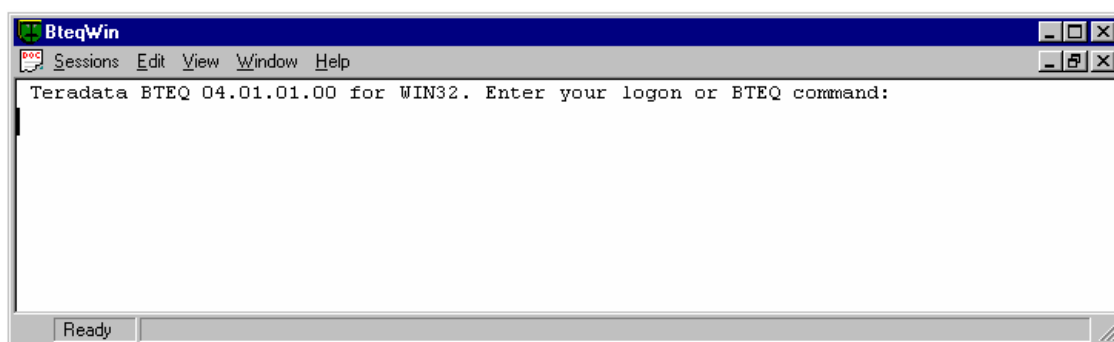 BteqWin
DOC Sessions Edit View Window Help
Teradata BTEQ 04.01.01.00 for WIN32. Enter your logon or BTEQ command:
Ready